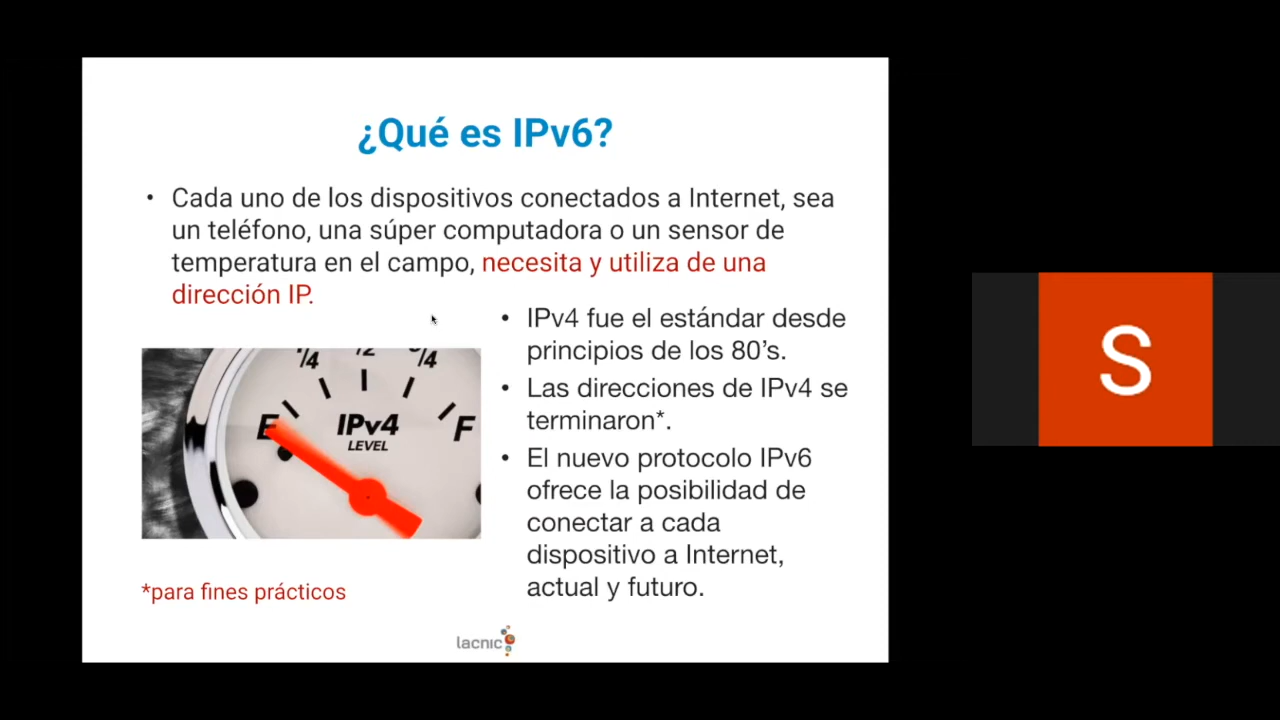 ¿Qué es IPv6?
• Cada uno de los dispositivos conectados a Internet, sea
un teléfono, una súper computadora o un sensor de
temperatura en el campo, necesita y utiliza de una
dirección IP.
• IPv4 fue el estándar desde
principios de los 80’s.
• Las direcciones de IPv4 se
terminaron*.
• El nuevo protocolo IPv6
ofrece la posibilidad de
conectar a cada
dispositivo a Internet,
actual y futuro.
E
IPv4
LEVEL
F
*para fines prácticos
lacnic
S